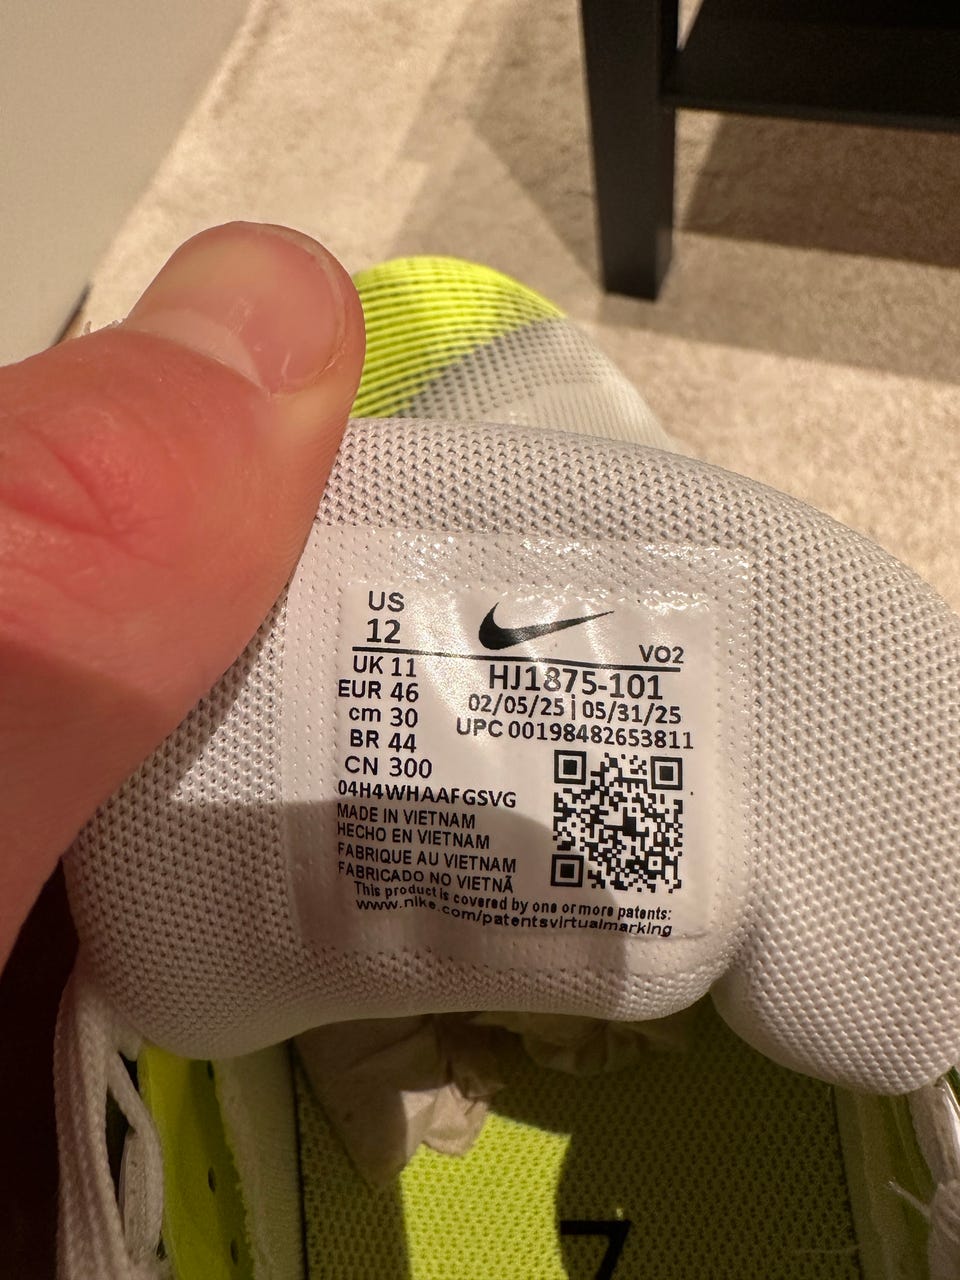 US
12
VO2
UK 11
HJ1875-101
EUR 46
02/05/25 | 05/31/25
cm 30
UPC 00198482653811
BR 44
CN 300
04H4WHAAFGSVG
MADE IN VIETNAM
HECHO EN VIETNAM
FABRIQUE AU VIETNAM
FABRICADO NO VIETNÃ
This product is covered by one or more patents:
www.nike.com/patentsvirtualmarking